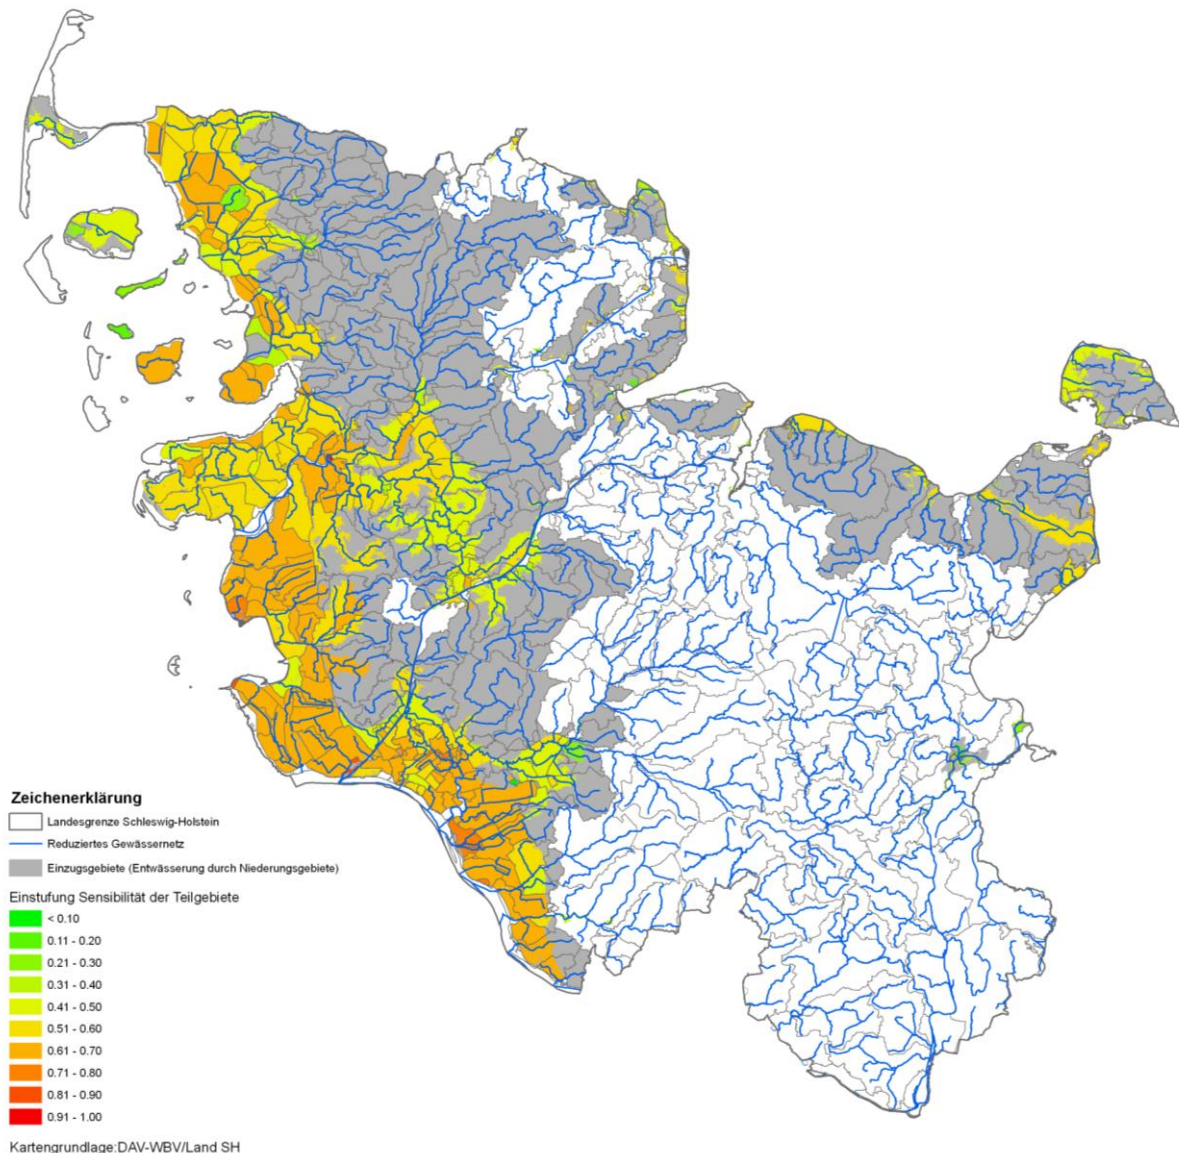 Zeichenerklärung
Landesgrenze Schleswig-Holstein
Reduziertes Gewässernetz
Einzugsgebiete (Entwässerung durch Niederungsgebiete)
Einstufung Sensibilität der Teilgebiete
< 0.10
0.11 - 0.20
0.21 - 0.30
0.31 - 0.40
0.41 - 0.50
0.51 - 0.60
0.61 - 0.70
0.71 - 0.80
0.81 - 0.90
0.91 - 1.00
Kartengrundlage:DAV-WBV/Land SH